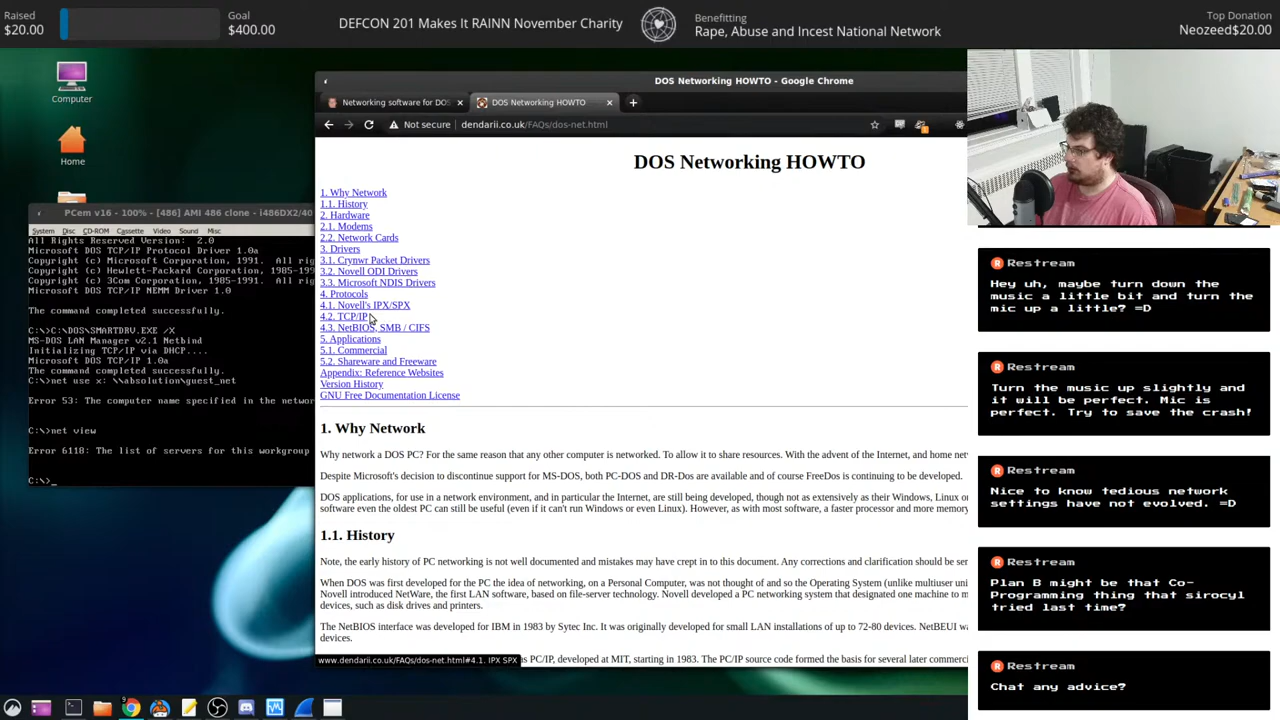 Raised
$20.00
Goal
$400.00
DEFCON 201 Makes It RAINN November Charity
Benefitting
Rape, Abuse and Incest National Network
Top Donation
Neozeed$20.00
Computer
Home
PCem v16 - 100% - [486] AMI 486 clone - i486DX2/40
System Disc CD-ROM Cassette Video Sound Misc
All Rights Reserved Version: 2.0
Microsoft DOS TCP/IP Protocol Driver 1.0a
Copyright (c) Microsoft Corporation, 1991. All rig
Copyright (c) Hewlett-Packard Corporation, 1985-199
Copyright (c) 3Com Corporation, 1985-1991. All rig
Microsoft DOS TCP/IP NEMM Driver 1.0
The command completed successfully.
C:\>C:\DOS\SMARTDRV.EXE /X
MS-DOS LAN Manager v2.1 Netbind
Initializing TCP/IP via DHCP....
Microsoft DOS TCP/IP 1.0a
The command completed successfully.
C:\>net use x: \\absolution\guest_net
Error 53: The computer name specified in the networ
C:\>net view
Error 6118: The list of servers for this workgroup
C:\>_
DOS Networking HOWTO - Google Chrome
Networking software for DOS
DOS Networking HOWTO
Not secure
dendarii.co.uk/FAQs/dos-net.html
DOS Networking HOWTO
1. Why Network
1.1. History
2. Hardware
2.1. Modems
2.2. Network Cards
3. Drivers
3.1. Crynwr Packet Drivers
3.2. Novell ODI Drivers
3.3. Microsoft NDIS Drivers
4. Protocols
4.1. Novell's IPX/SPX
4.2. TCP/IP
4.3. NetBIOS, SMB / CIFS
5. Applications
5.1. Commercial
5.2. Shareware and Freeware
Appendix: Reference Websites
Version History
GNU Free Documentation License
1. Why Network
Why network a DOS PC? For the same reason that any other computer is networked. To allow it to share resources. With the advent of the Internet, and home net
Despite Microsoft's decision to discontinue support for MS-DOS, both PC-DOS and DR-Dos are available and of course FreeDos is continuing to be developed.
DOS applications, for use in a network environment, and in particular the Internet, are still being developed, though not as extensively as their Windows, Linux o
software even the oldest PC can still be useful (even if it can't run Windows or even Linux). However, as with most software, a faster processor and more memory
1.1. History
Note, the early history of PC networking is not well documented and mistakes may have crept in to this document. Any corrections and clarification should be ser
When DOS was first developed for the PC the idea of networking, on a Personal Computer, was not thought of and so the Operating System (unlike multiuser uni
Novell introduced NetWare, the first LAN software, based on file-server technology. Novell developed a PC networking system that designated one machine to m
devices, such as disk drives and printers.
The NetBIOS interface was developed for IBM in 1983 by Sytec Inc. It was originally developed for small LAN installations of up to 72-80 devices. NetBEUI w
devices.
as PC/IP, developed at MIT, starting in 1983. The PC/IP source code formed the basis for several later commerci
www.dendarii.co.uk/FAQs/dos-net.html#4.1. IPX SPX
Restream
Hey uh, maybe turn down the
music a little bit and turn the
mic up a little? =D
Restream
Turn the music up slightly and
it will be perfect. Mic is
perfect. Try to save the crash!
Restream
Nice to know tedious network
settings have not evolved. =D
Restream
Plan B might be that Co-
Programming thing that sirocyl
tried last time?
Restream
Chat any advice?